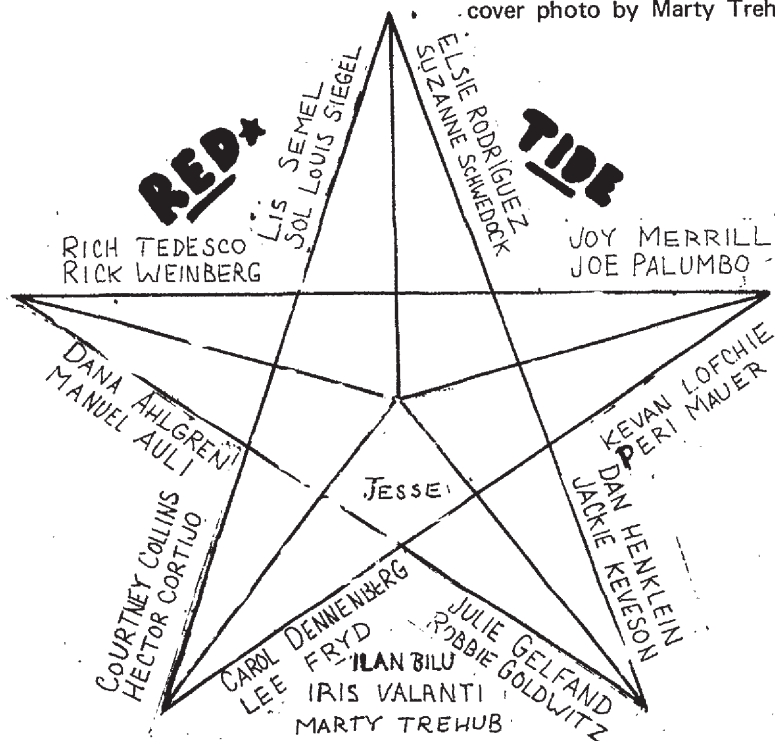 cover photo by Marty Treh
RED
TIDE
LIS SEMEL
SOL LOUIS SIEGEL
ELSIE RODRIGUEZ
SUZANNE SCHWEDOCK
RICH TEDESCO
RICK WEINBERG
JOY MERRILL
JOE PALUMBO
DANA AHLGREN
MANUEL AULI
KEVAN LOFCHIE
PERI MAUER
JESSE
COURTNEY COLLINS
HECTOR CORTIJO
DAN HENKLEIN
JACKIE KEVESON
CAROL DENNENBERG
LEE FRYD
JULIE GELFAND
ROBBIE GOLDWITZ
ILAN BILU
IRIS VALANTI
MARTY TREHUB